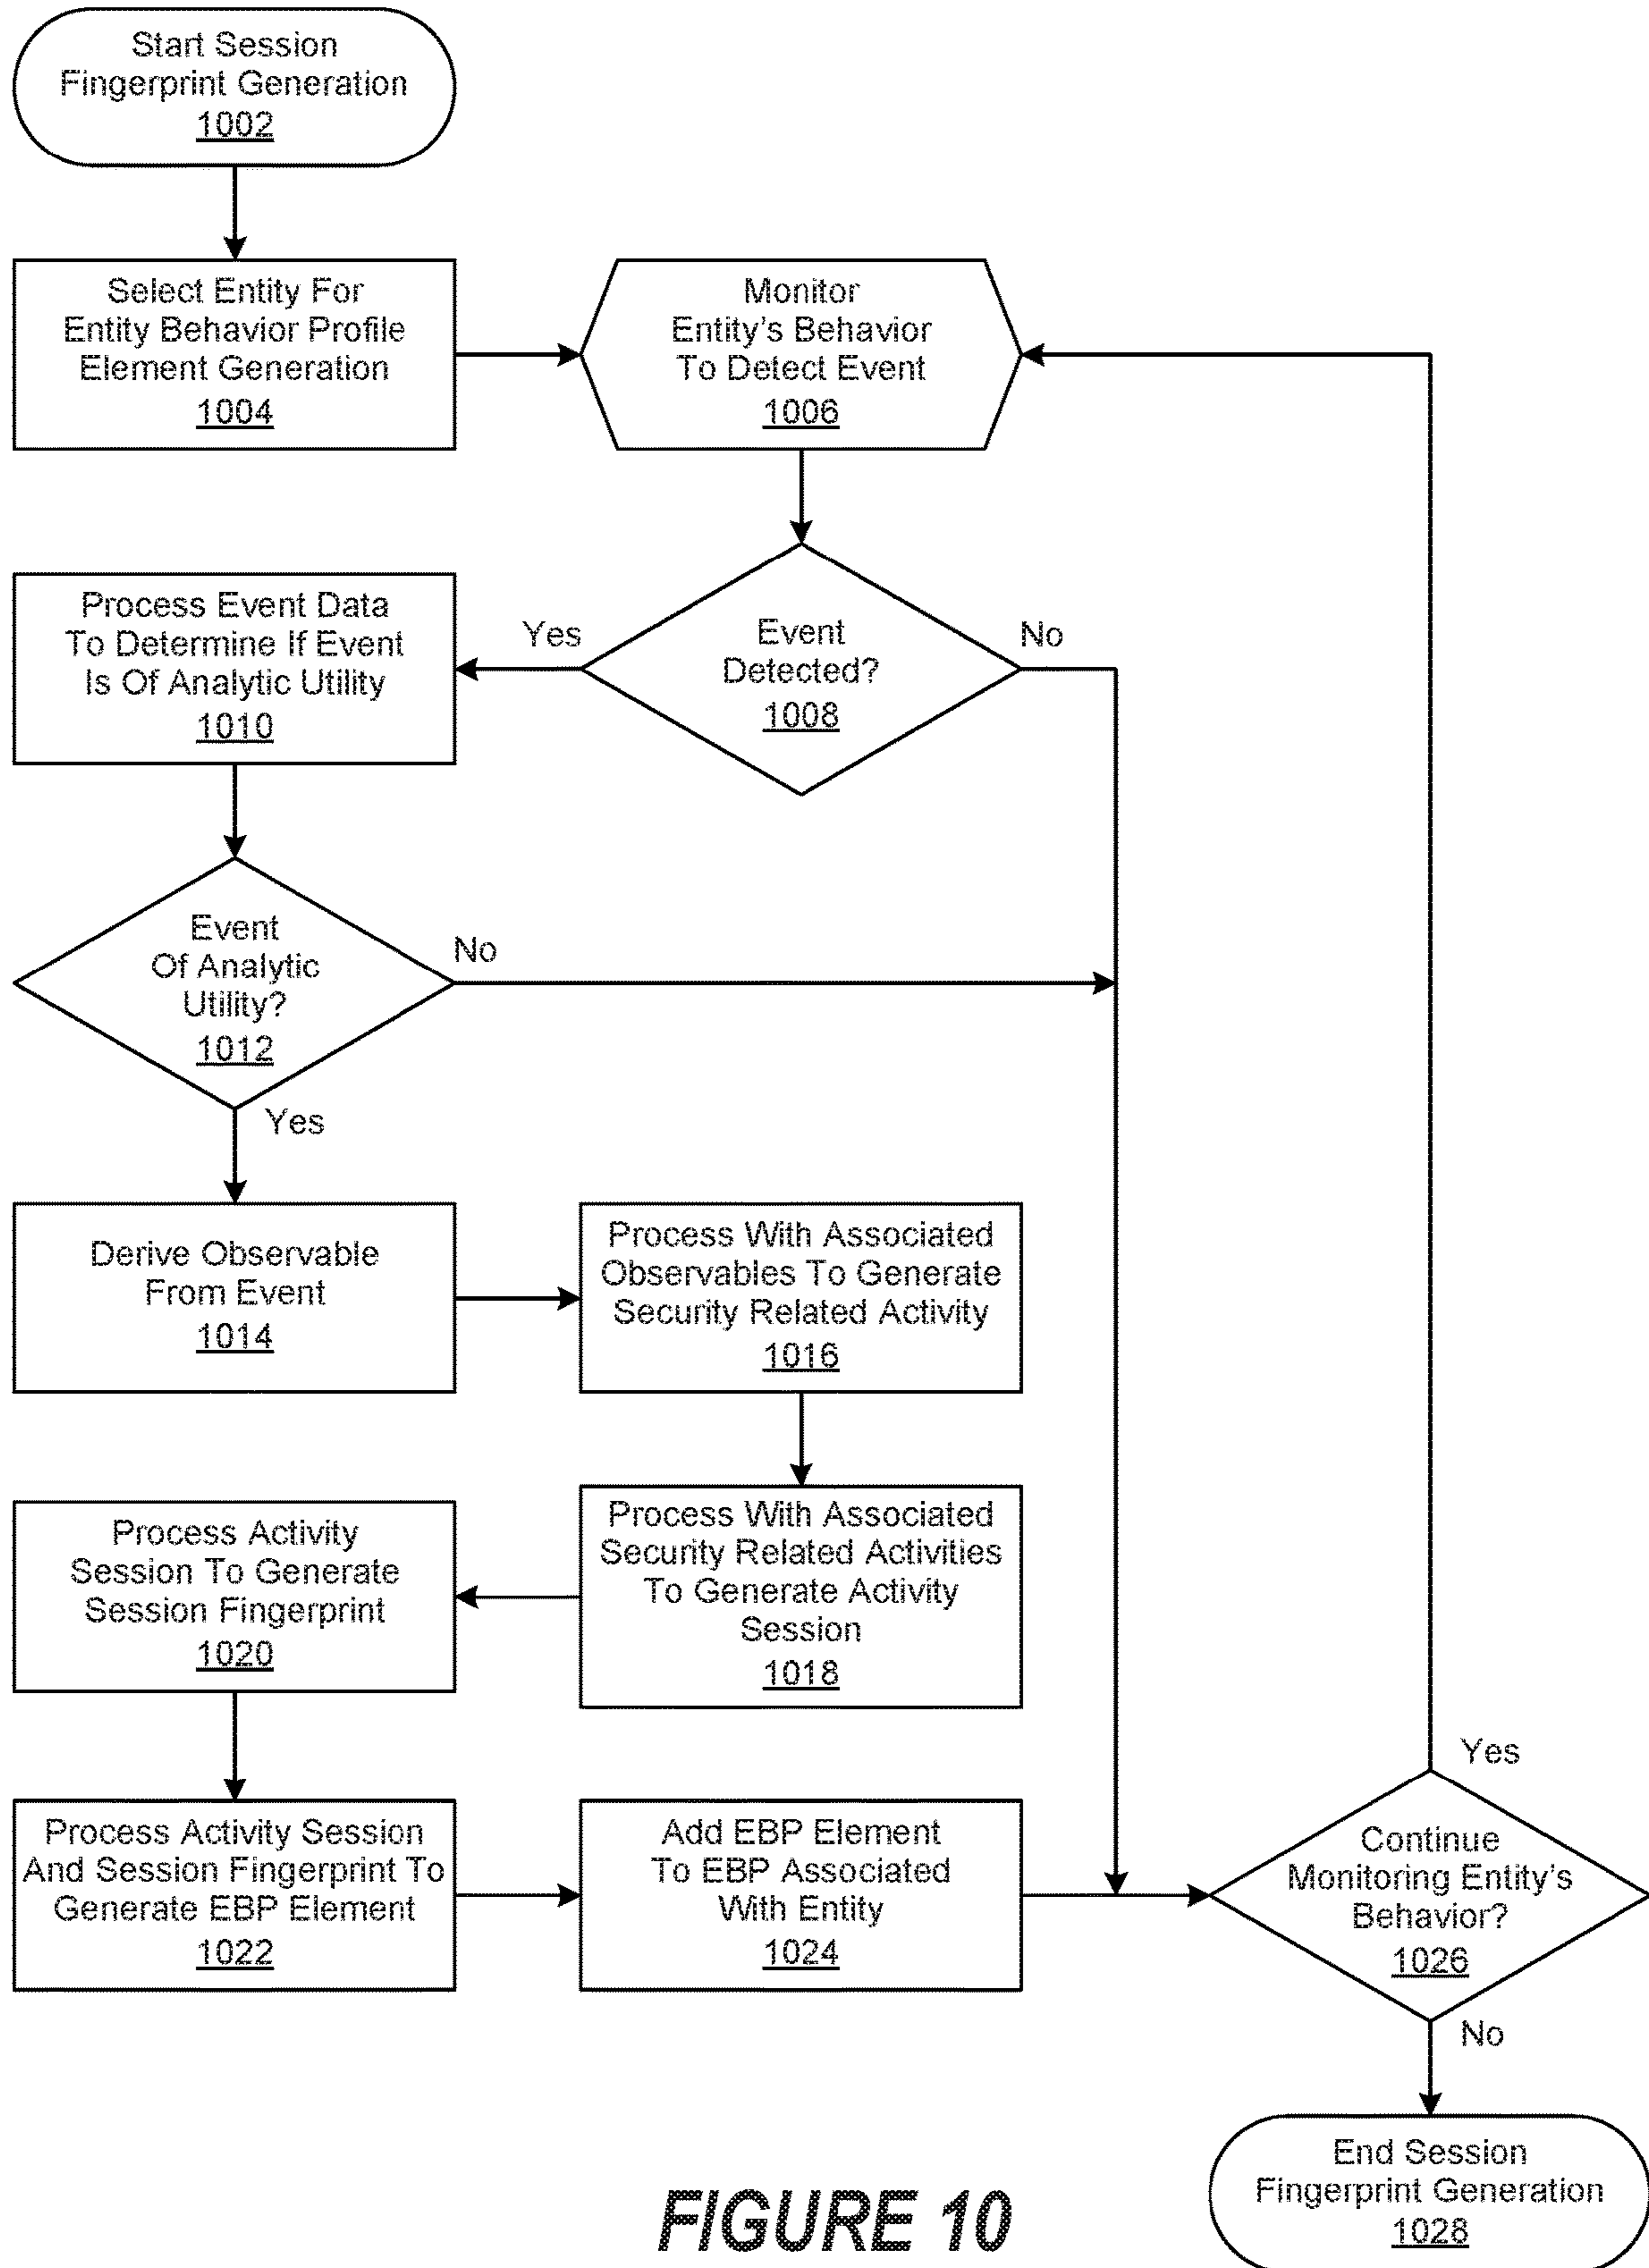 Start Session
Fingerprint Generation
1002
Select Entity For
Entity Behavior Profile
Element Generation
1004
Monitor
Entity's Behavior
To Detect Event
1006
Process Event Data
To Determine If Event
Is Of Analytic Utility
1010
Yes
Event
Detected?
1008
No
Event
Of Analytic
Utility?
1012
No
Yes
Derive Observable
From Event
1014
Process With Associated
Observables To Generate
Security Related Activity
1016
Process Activity
Session To Generate
Session Fingerprint
1020
Process With Associated
Security Related Activities
To Generate Activity
Session
1018
Process Activity Session
And Session Fingerprint To
Generate EBP Element
1022
Add EBP Element
To EBP Associated
With Entity
1024
Yes
Continue
Monitoring Entity's
Behavior?
1026
No
End Session
Fingerprint Generation
1028
FIGURE 10